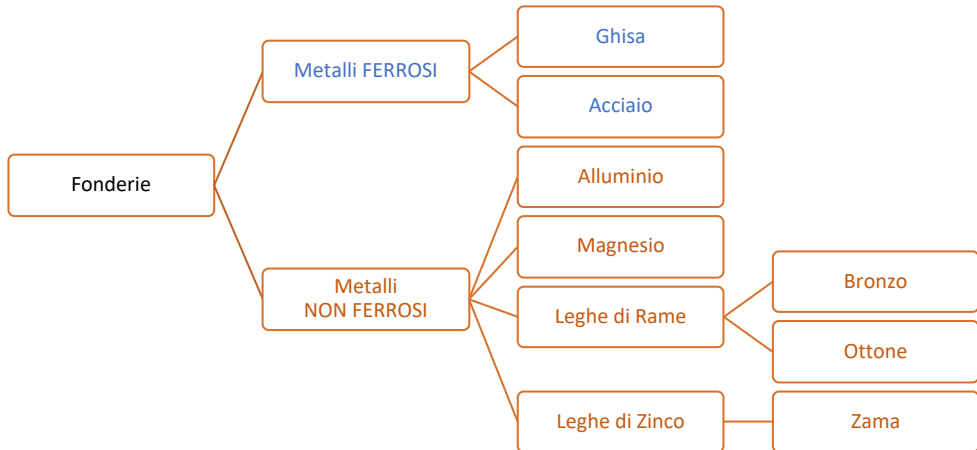 Fonderie
Metalli FERROSI
Ghisa
Acciaio
Metalli
NON FERROSI
Alluminio
Magnesio
Leghe di Rame
Bronzo
Ottone
Leghe di Zinco
Zama